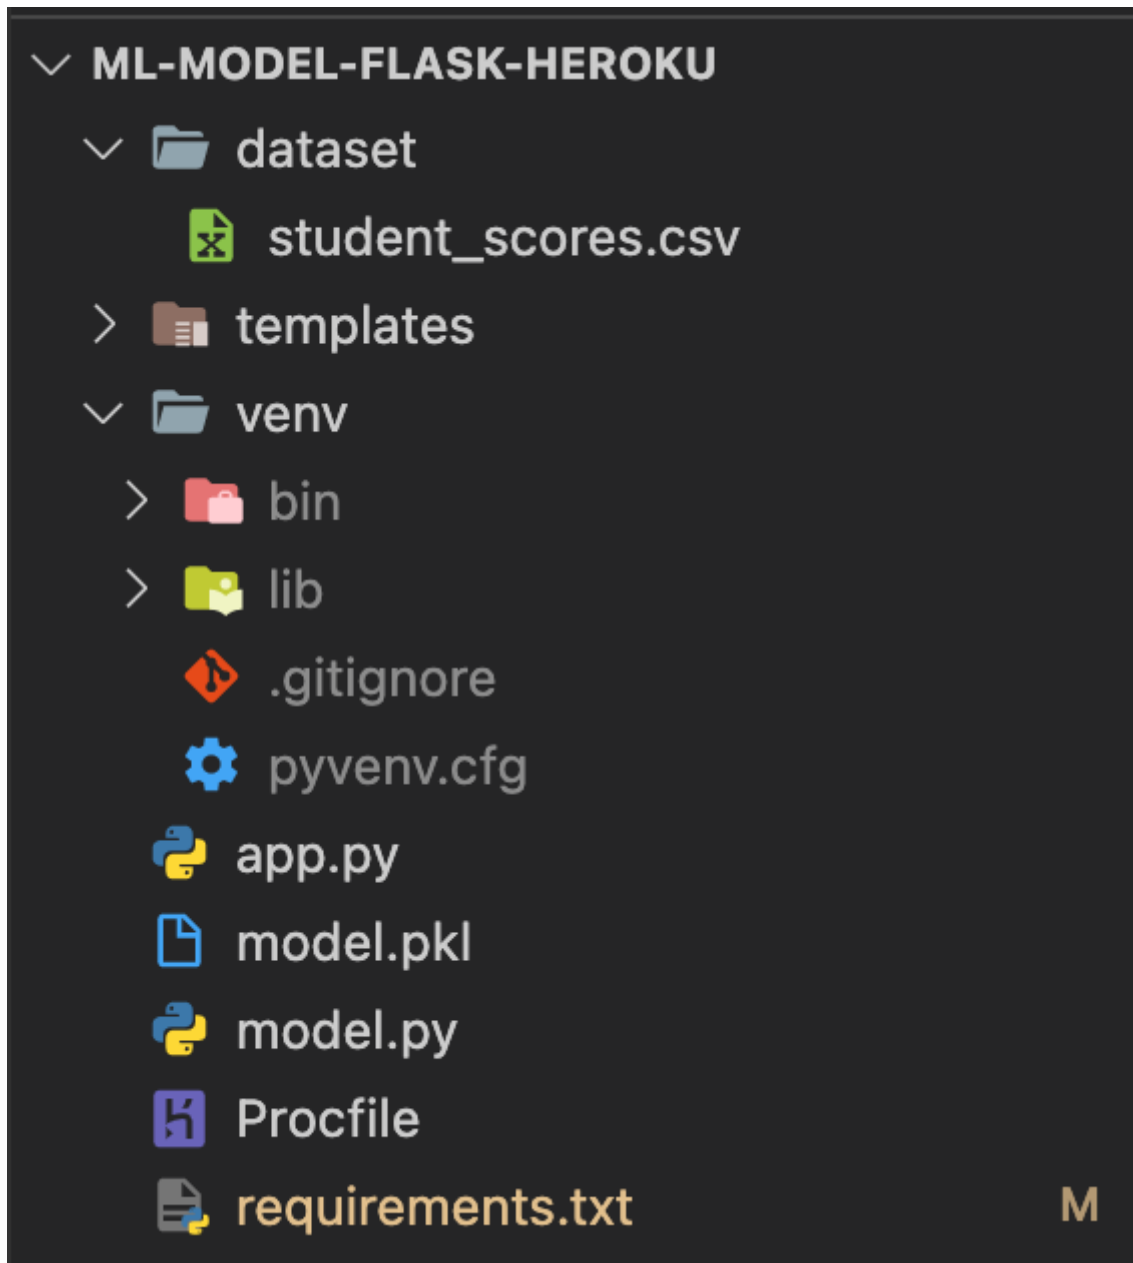 ML-MODEL-FLASK-HEROKU
dataset
student_scores.csv
templates
venv
bin
lib
.gitignore
pyvenv.cfg
app.py
model.pkl
model.py
Procfile
requirements.txt M